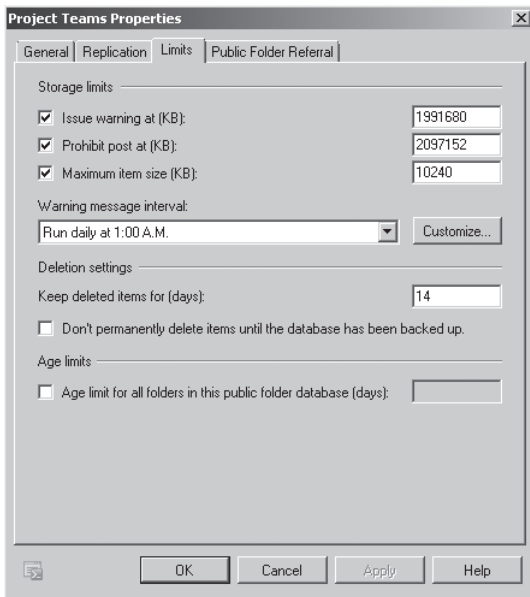 Project Teams Properties
General Replication Limits Public Folder Referral
Storage limits
Issue warning at (KB): 1991680
Prohibit post at (KB): 2097152
Maximum item size (KB): 10240
Warning message interval:
Run daily at 1:00 A.M. Customize...
Deletion settings
Keep deleted items for (days): 14
Don't permanently delete items until the database has been backed up.
Age limits
Age limit for all folders in this public folder database (days):
OK Cancel Apply Help